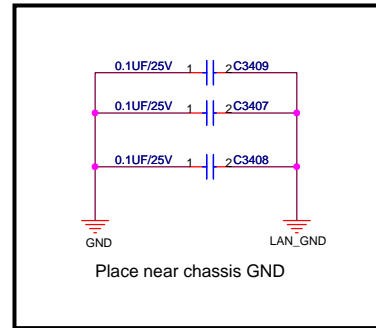 0.1UF/25V 1 2 C3409
0.1UF/25V 1 2 C3407
0.1UF/25V 1 2 C3408
GND LAN_GND
Place near chassis GND